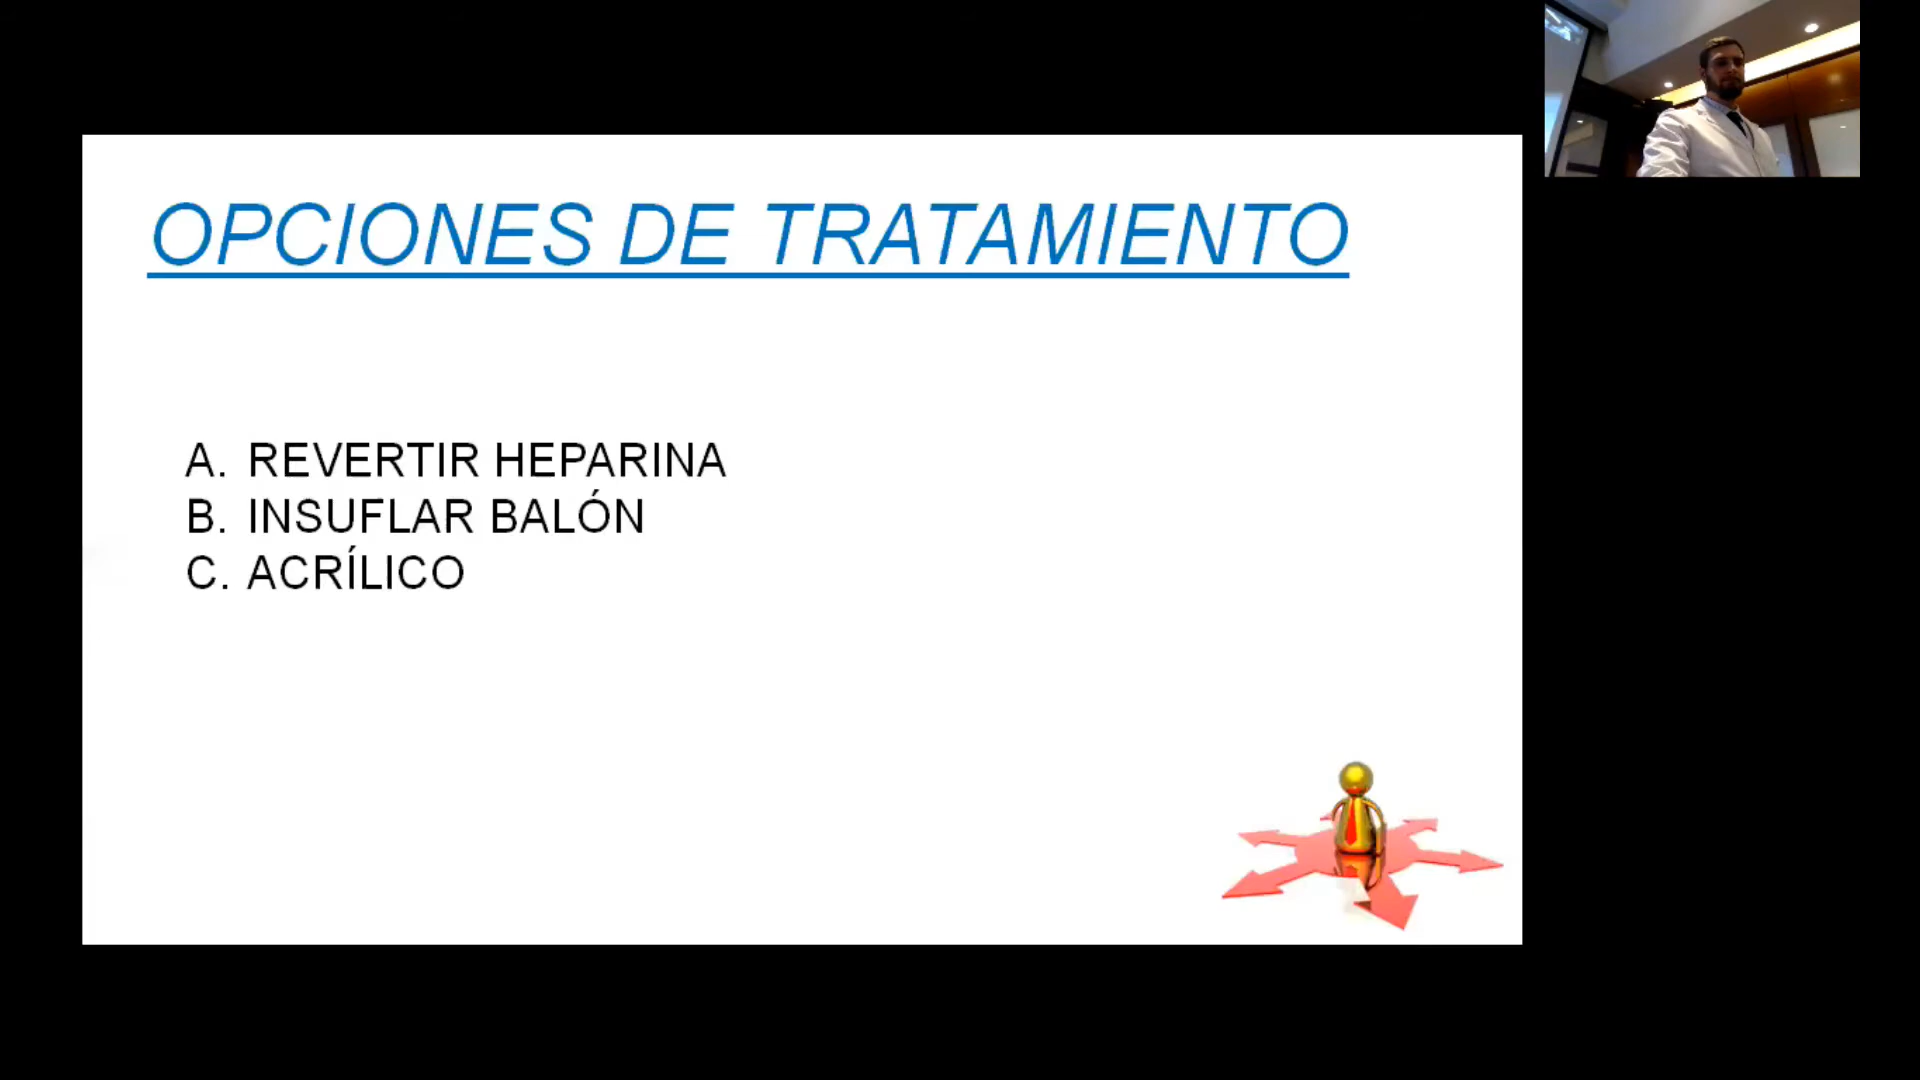 OPCIONES DE TRATAMIENTO
A. REVERTIR HEPARINA
B. INSUFLAR BALÓN
C. ACRÍLICO